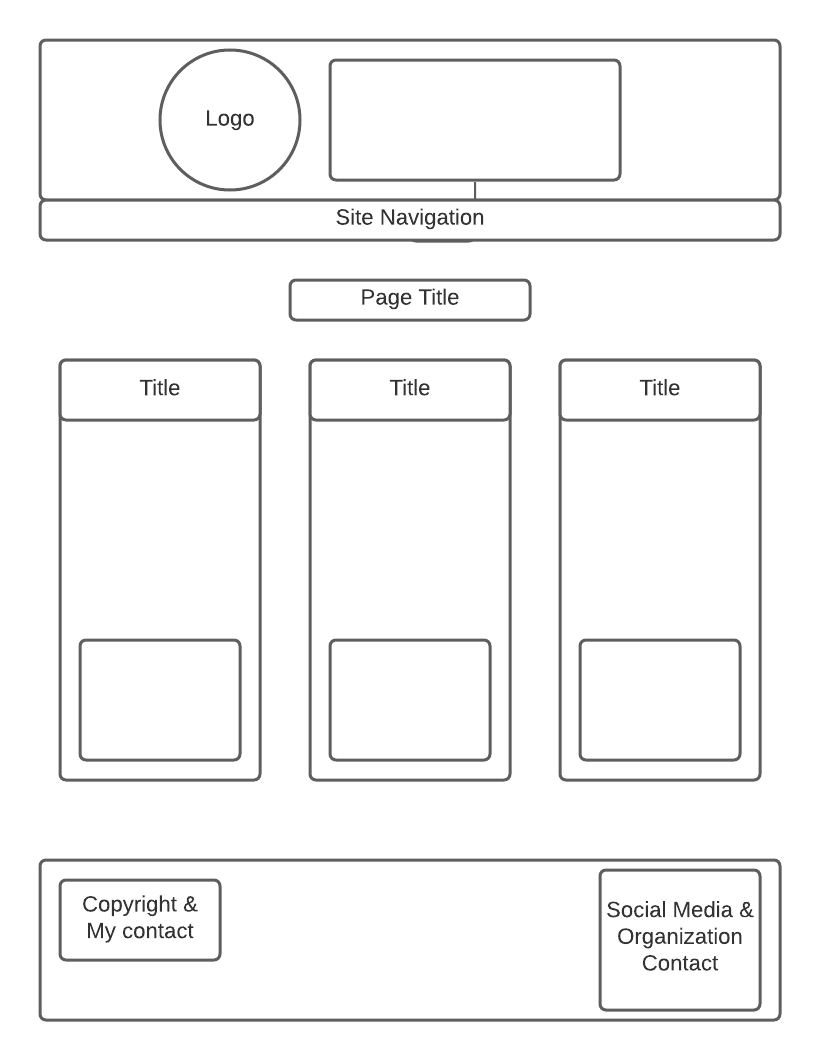 Logo
Site Navigation
Page Title
Title
Title
Title
Copyright &
My contact
Social Media &
Organization
Contact